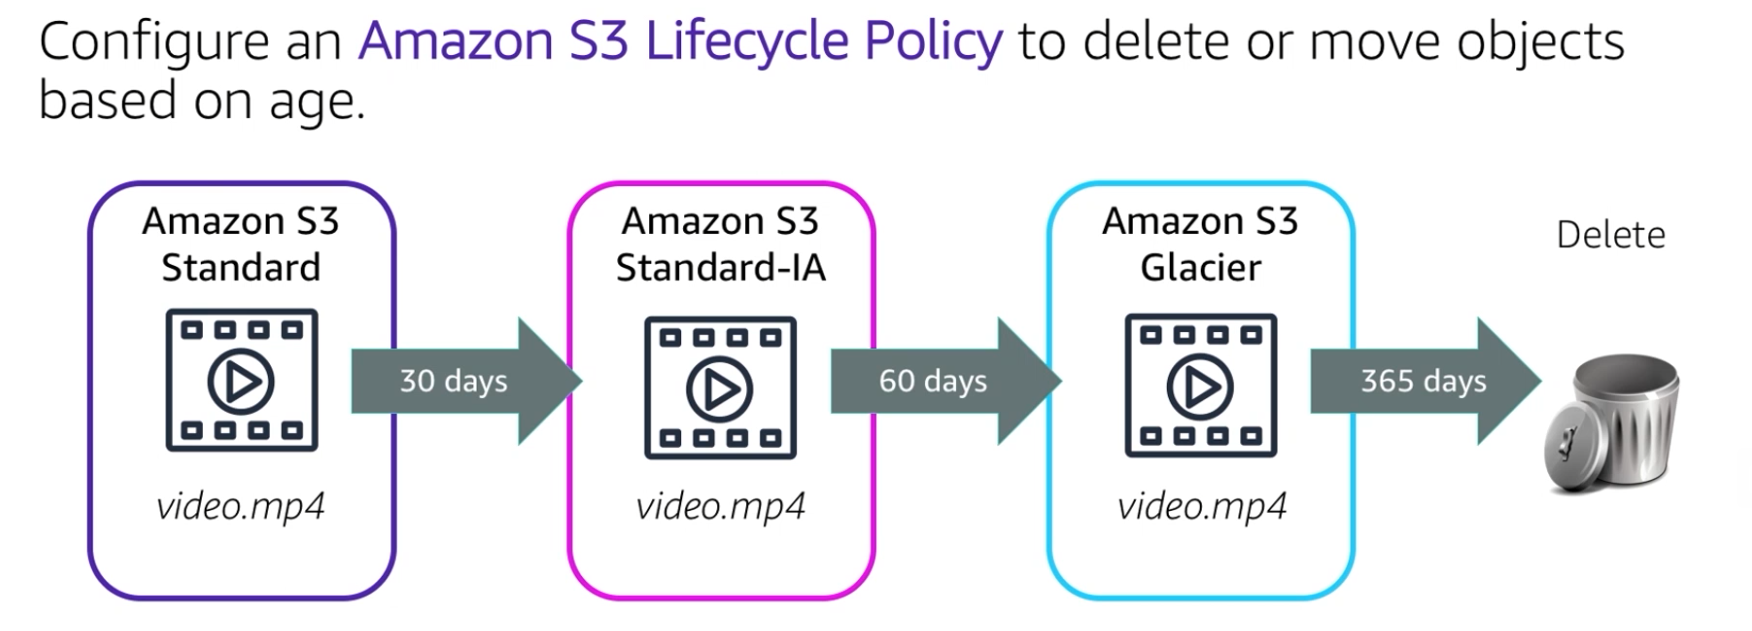 Configure an Amazon S3 Lifecycle Policy to delete or move objects
based on age.
Amazon S3
Standard
video.mp4
30 days
Amazon S3
Standard-IA
video.mp4
60 days
Amazon S3
Glacier
video.mp4
365 days
Delete